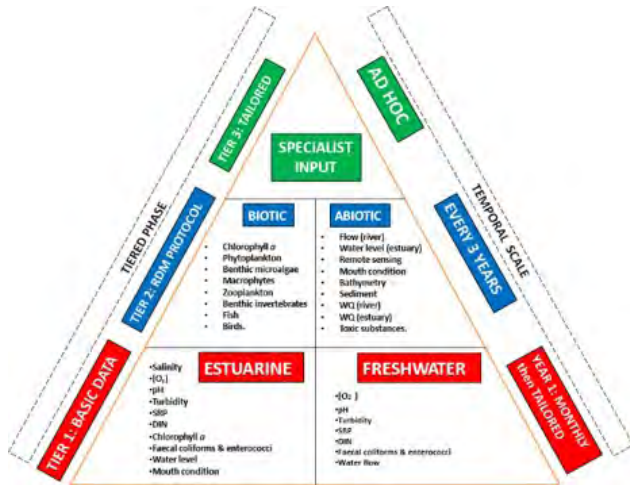 TIERED PHASE
TIER 3: TAILORED
TIER 2: RDM PROTOCOL
TIER 1: BASIC DATA
TEMPORAL SCALE
AD HOC
EVERY 3 YEARS
YEAR 1: MONTHLY
then TAILORED
SPECIALIST
INPUT
BIOTIC
• Chlorophyll a
• Phytoplankton
• Benthic microalgae
• Macrophytes
• Zooplankton
• Benthic invertebrates
• Fish
• Birds.
ABIOTIC
• Flow (river)
• Water level (estuary)
• Remote sensing
• Mouth condition
• Bathymetry
• Sediment
• WQ (river)
• WQ (estuary)
• Toxic substances.
ESTUARINE
•Salinity
•[O₂]
•pH
•Turbidity
•SRP
•DIN
•Chlorophyll a
•Faecal coliforms & enterococci
•Water level
•Mouth condition
FRESHWATER
•[O₂ ]
•pH
•Turbidity
•SRP
•DIN
•Faecal coliforms & enterococci
•Water flow